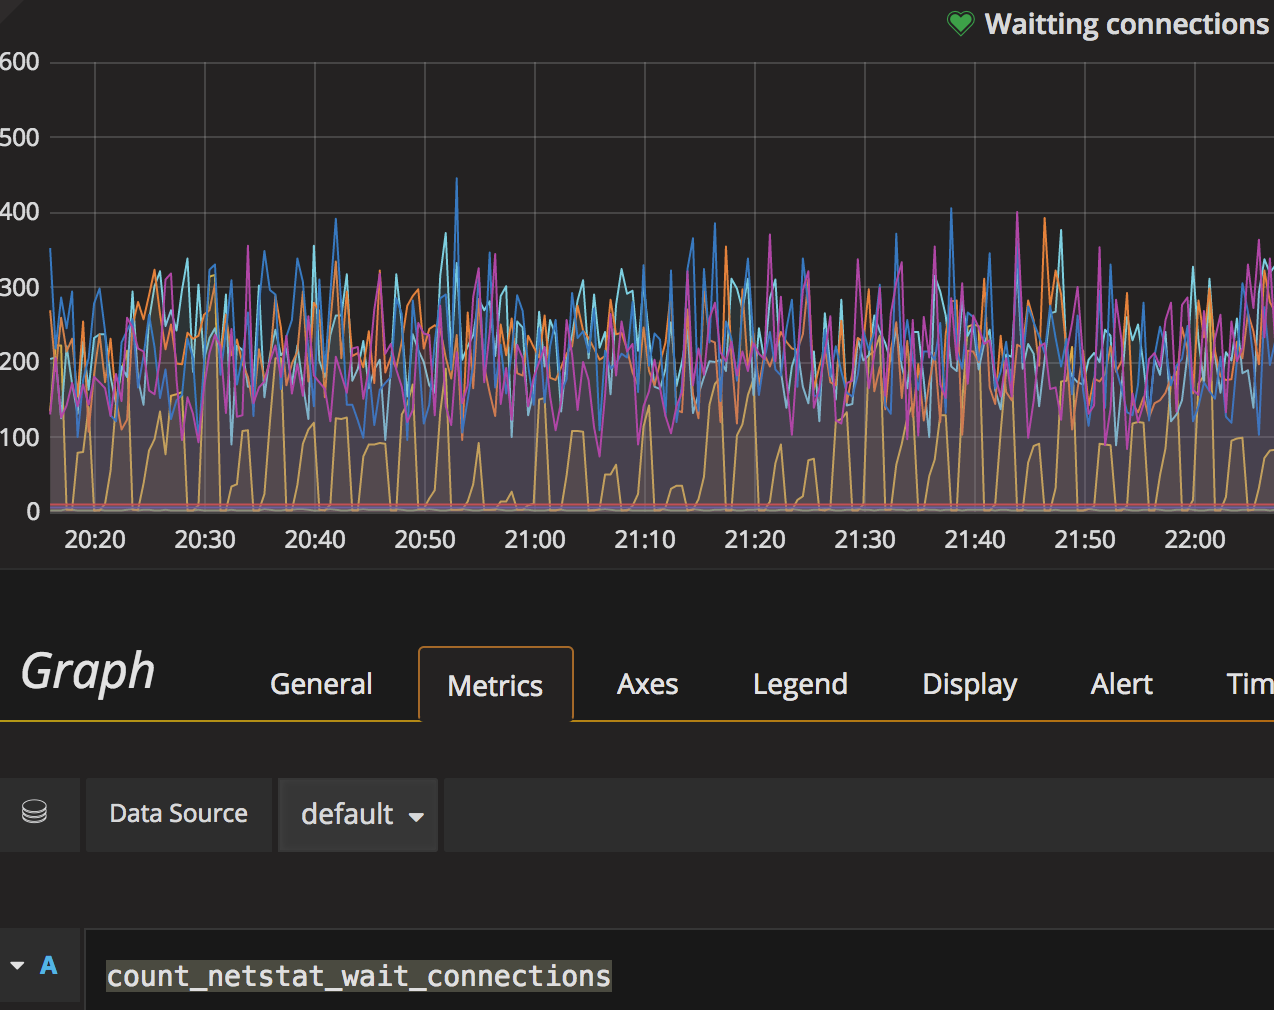 Waitting connections
600
500
400
300
200
100
0
20:20 20:30 20:40 20:50 21:00 21:10 21:20 21:30 21:40 21:50 22:00
Graph General Metrics Axes Legend Display Alert Tim
Data Source default
A count_netstat_wait_connections